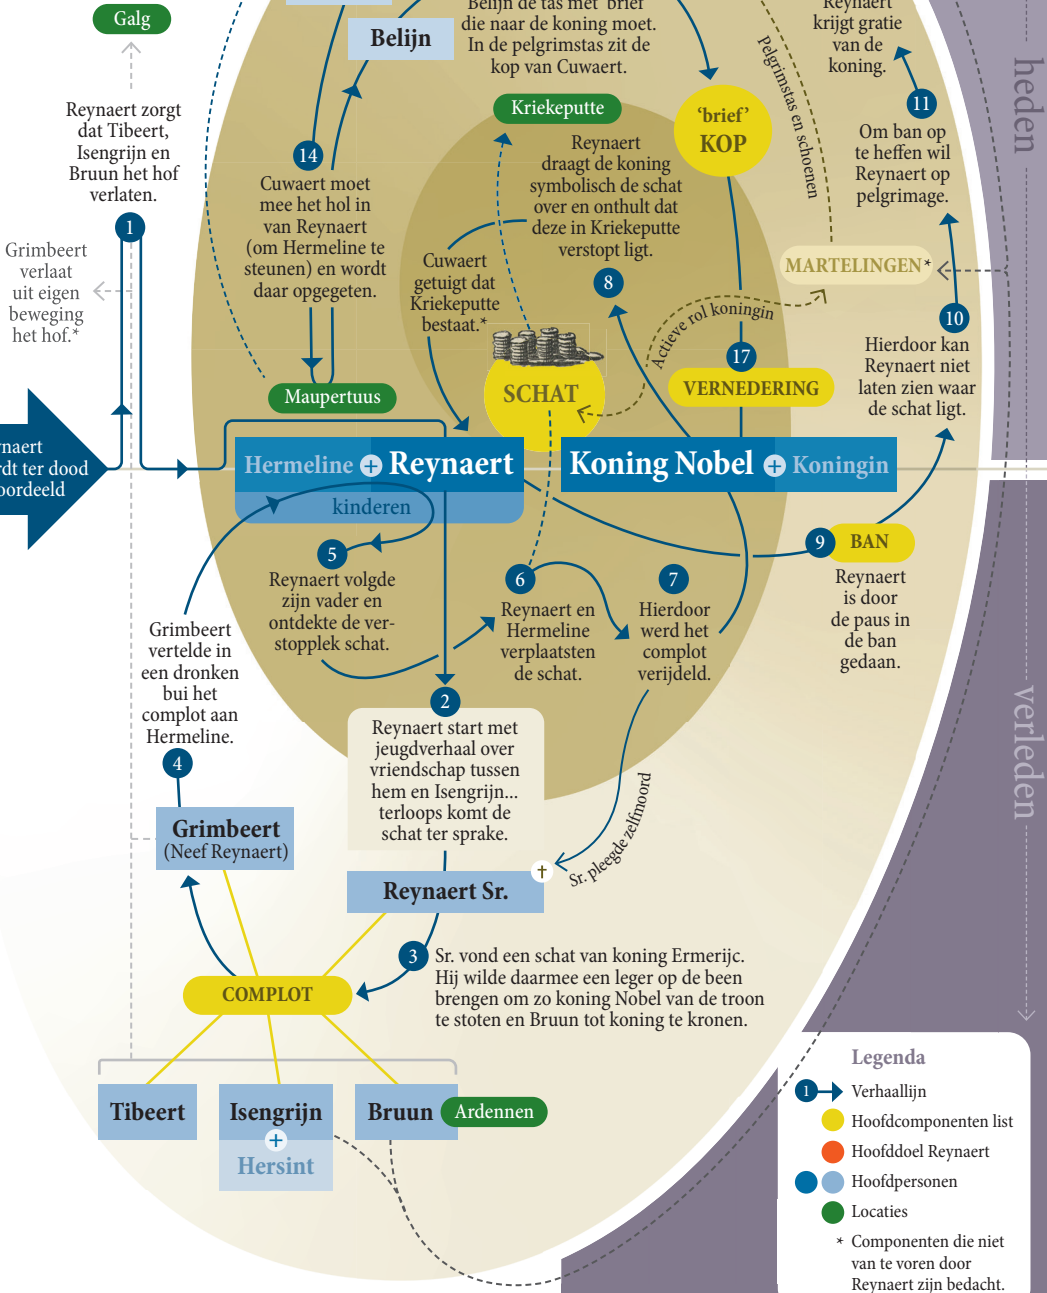 Galg
Reynaert zorgt
dat Tibeert,
Isengrijn en
Bruun het hof
verlaten.
1
Grimbeert
verlaat
uit eigen
beweging
het hof.*
ter dood
Belijn de tas met 'brief'
die naar de koning moet.
In de pelgrimstas zit de
kop van Cuwaert.
Belijn
14
Cuwaert moet
mee het hol in
van Reynaert
(om Hermeline te
steunen) en wordt
daar opgegeten.
Maupertuus
Kriekeputte
Reynaert
draagt de koning
symbolisch de schat
over en onthult dat
deze in Kriekeputte
verstopt ligt.
8
Cuwaert
getuigt dat
Kriekeputte
bestaat.*
SCHAT
'brief'
KOP
Pelgrimstas en schoenen
Reynaert
krijgt gratie
van de
koning.
11
Om ban op
te heffen wil
Reynaert op
pelgrimage.
MARTELINGEN*
Actieve rol koningin
17
VERNEDERING
10
Hierdoor kan
Reynaert niet
laten zien waar
de schat ligt.
heden
Hermeline + Reynaert
kinderen
Koning Nobel + Koningin
9 BAN
Reynaert
is door
de paus in
de ban
gedaan.
5
Reynaert volgde
zijn vader en
ontdekte de ver-
stopplek schat.
6
Reynaert en
Hermeline
verplaatsten
de schat.
7
Hierdoor
werd het
complot
verijdeld.
Grimbeert
vertelde in
een dronken
bui het
complot aan
Hermeline.
4
Grimbeert
(Neef Reynaert)
2
Reynaert start met
jeugdverhaal over
vriendschap tussen
hem en Isengrijn...
terloops komt de
schat ter sprake.
Reynaert Sr.
†
Sr. pleegde zelfmoord
verleden
3
Sr. vond een schat van koning Ermerijc.
Hij wilde daarmee een leger op de been
brengen om zo koning Nobel van de troon
te stoten en Bruun tot koning te kronen.
COMPLOT
Tibeert
Isengrijn
+
Hersint
Bruun
Ardennen
Legenda
1 Verhaallijn
Hoofdcomponenten list
Hoofddoel Reynaert
Hoofdpersonen
Locaties
* Componenten die niet
van te voren door
Reynaert zijn bedacht.